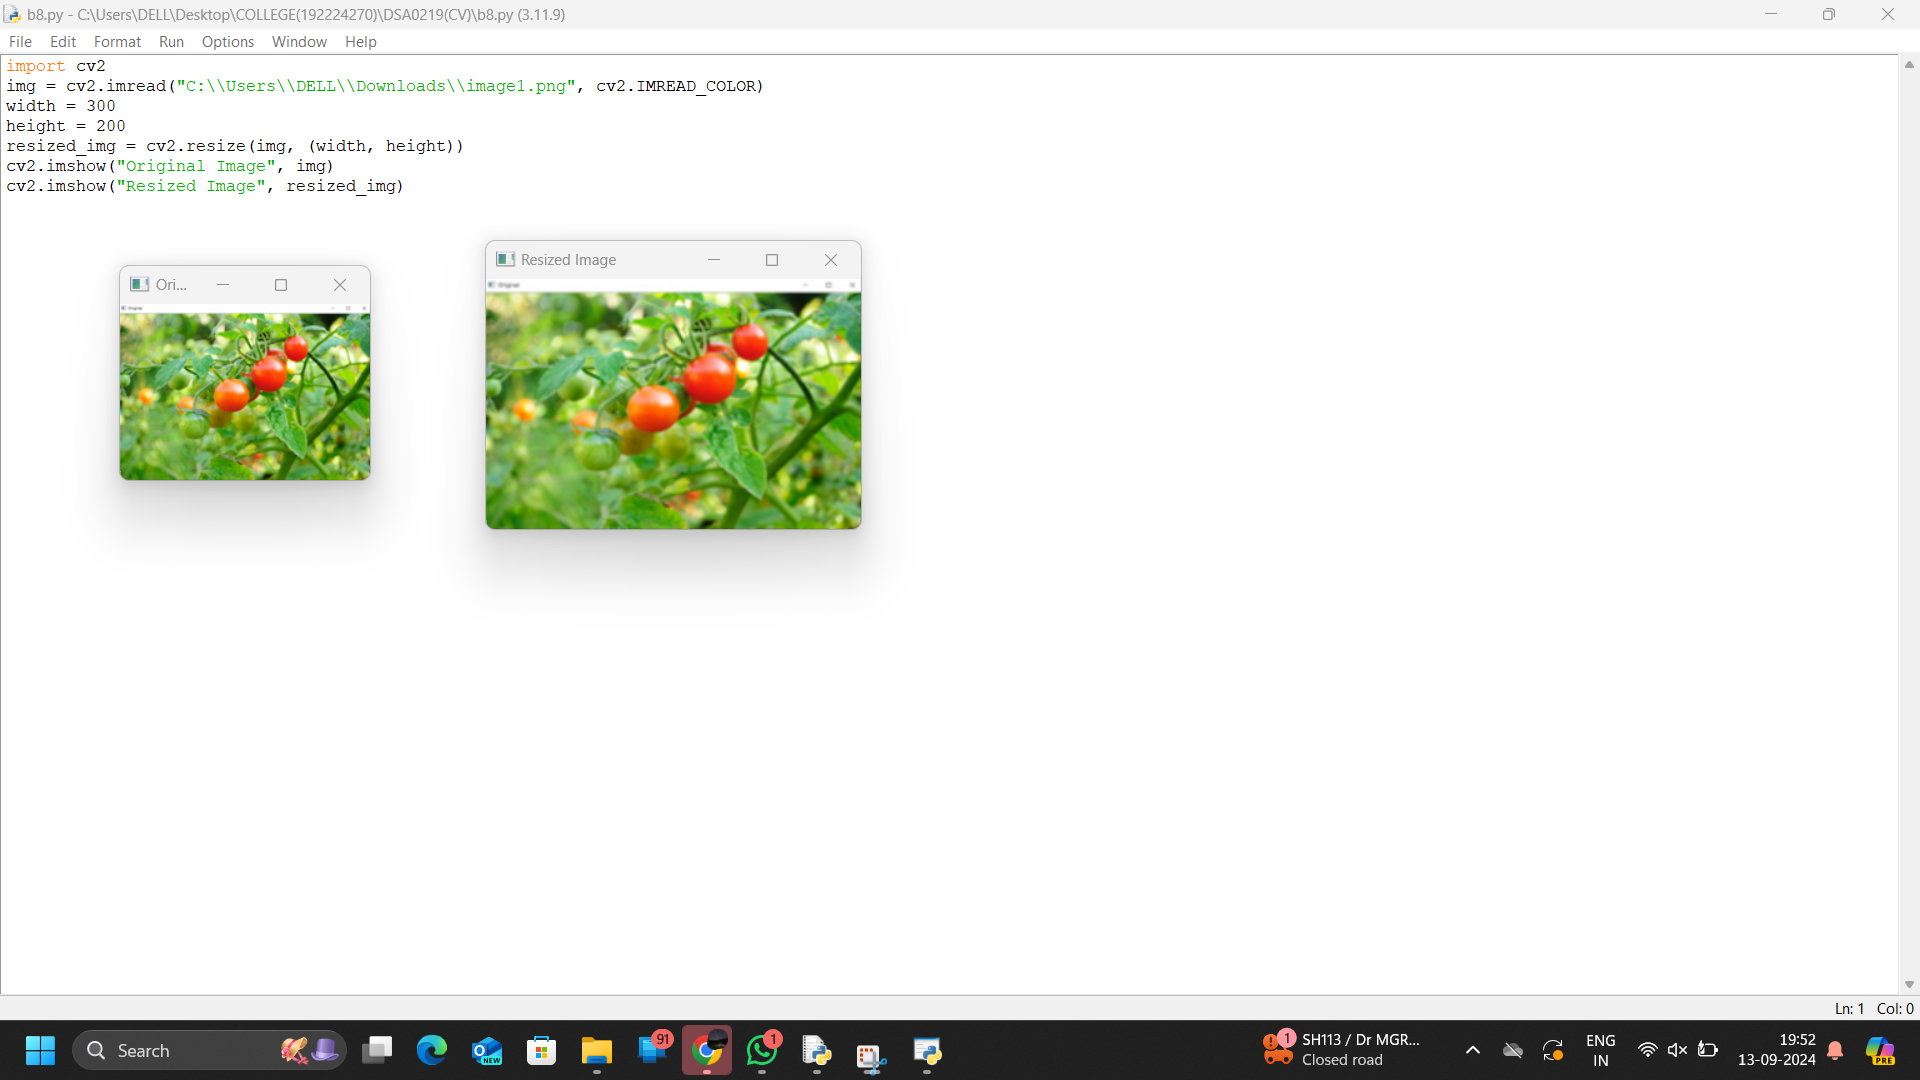 b8.py - C:\Users\DELL\Desktop\COLLEGE(192224270)\DSA0219(CV)\b8.py (3.11.9)
File Edit Format Run Options Window Help
import cv2
img = cv2.imread("C:\\Users\\DELL\\Downloads\\image1.png", cv2.IMREAD_COLOR)
width = 300
height = 200
resized_img = cv2.resize(img, (width, height))
cv2.imshow("Original Image", img)
cv2.imshow("Resized Image", resized_img)
Ori...
Original
Resized Image
Original
Ln: 1 Col: 0
Search
NEW
91
1
1
SH113 / Dr MGR...
Closed road
ENG
IN
19:52
13-09-2024
PRE